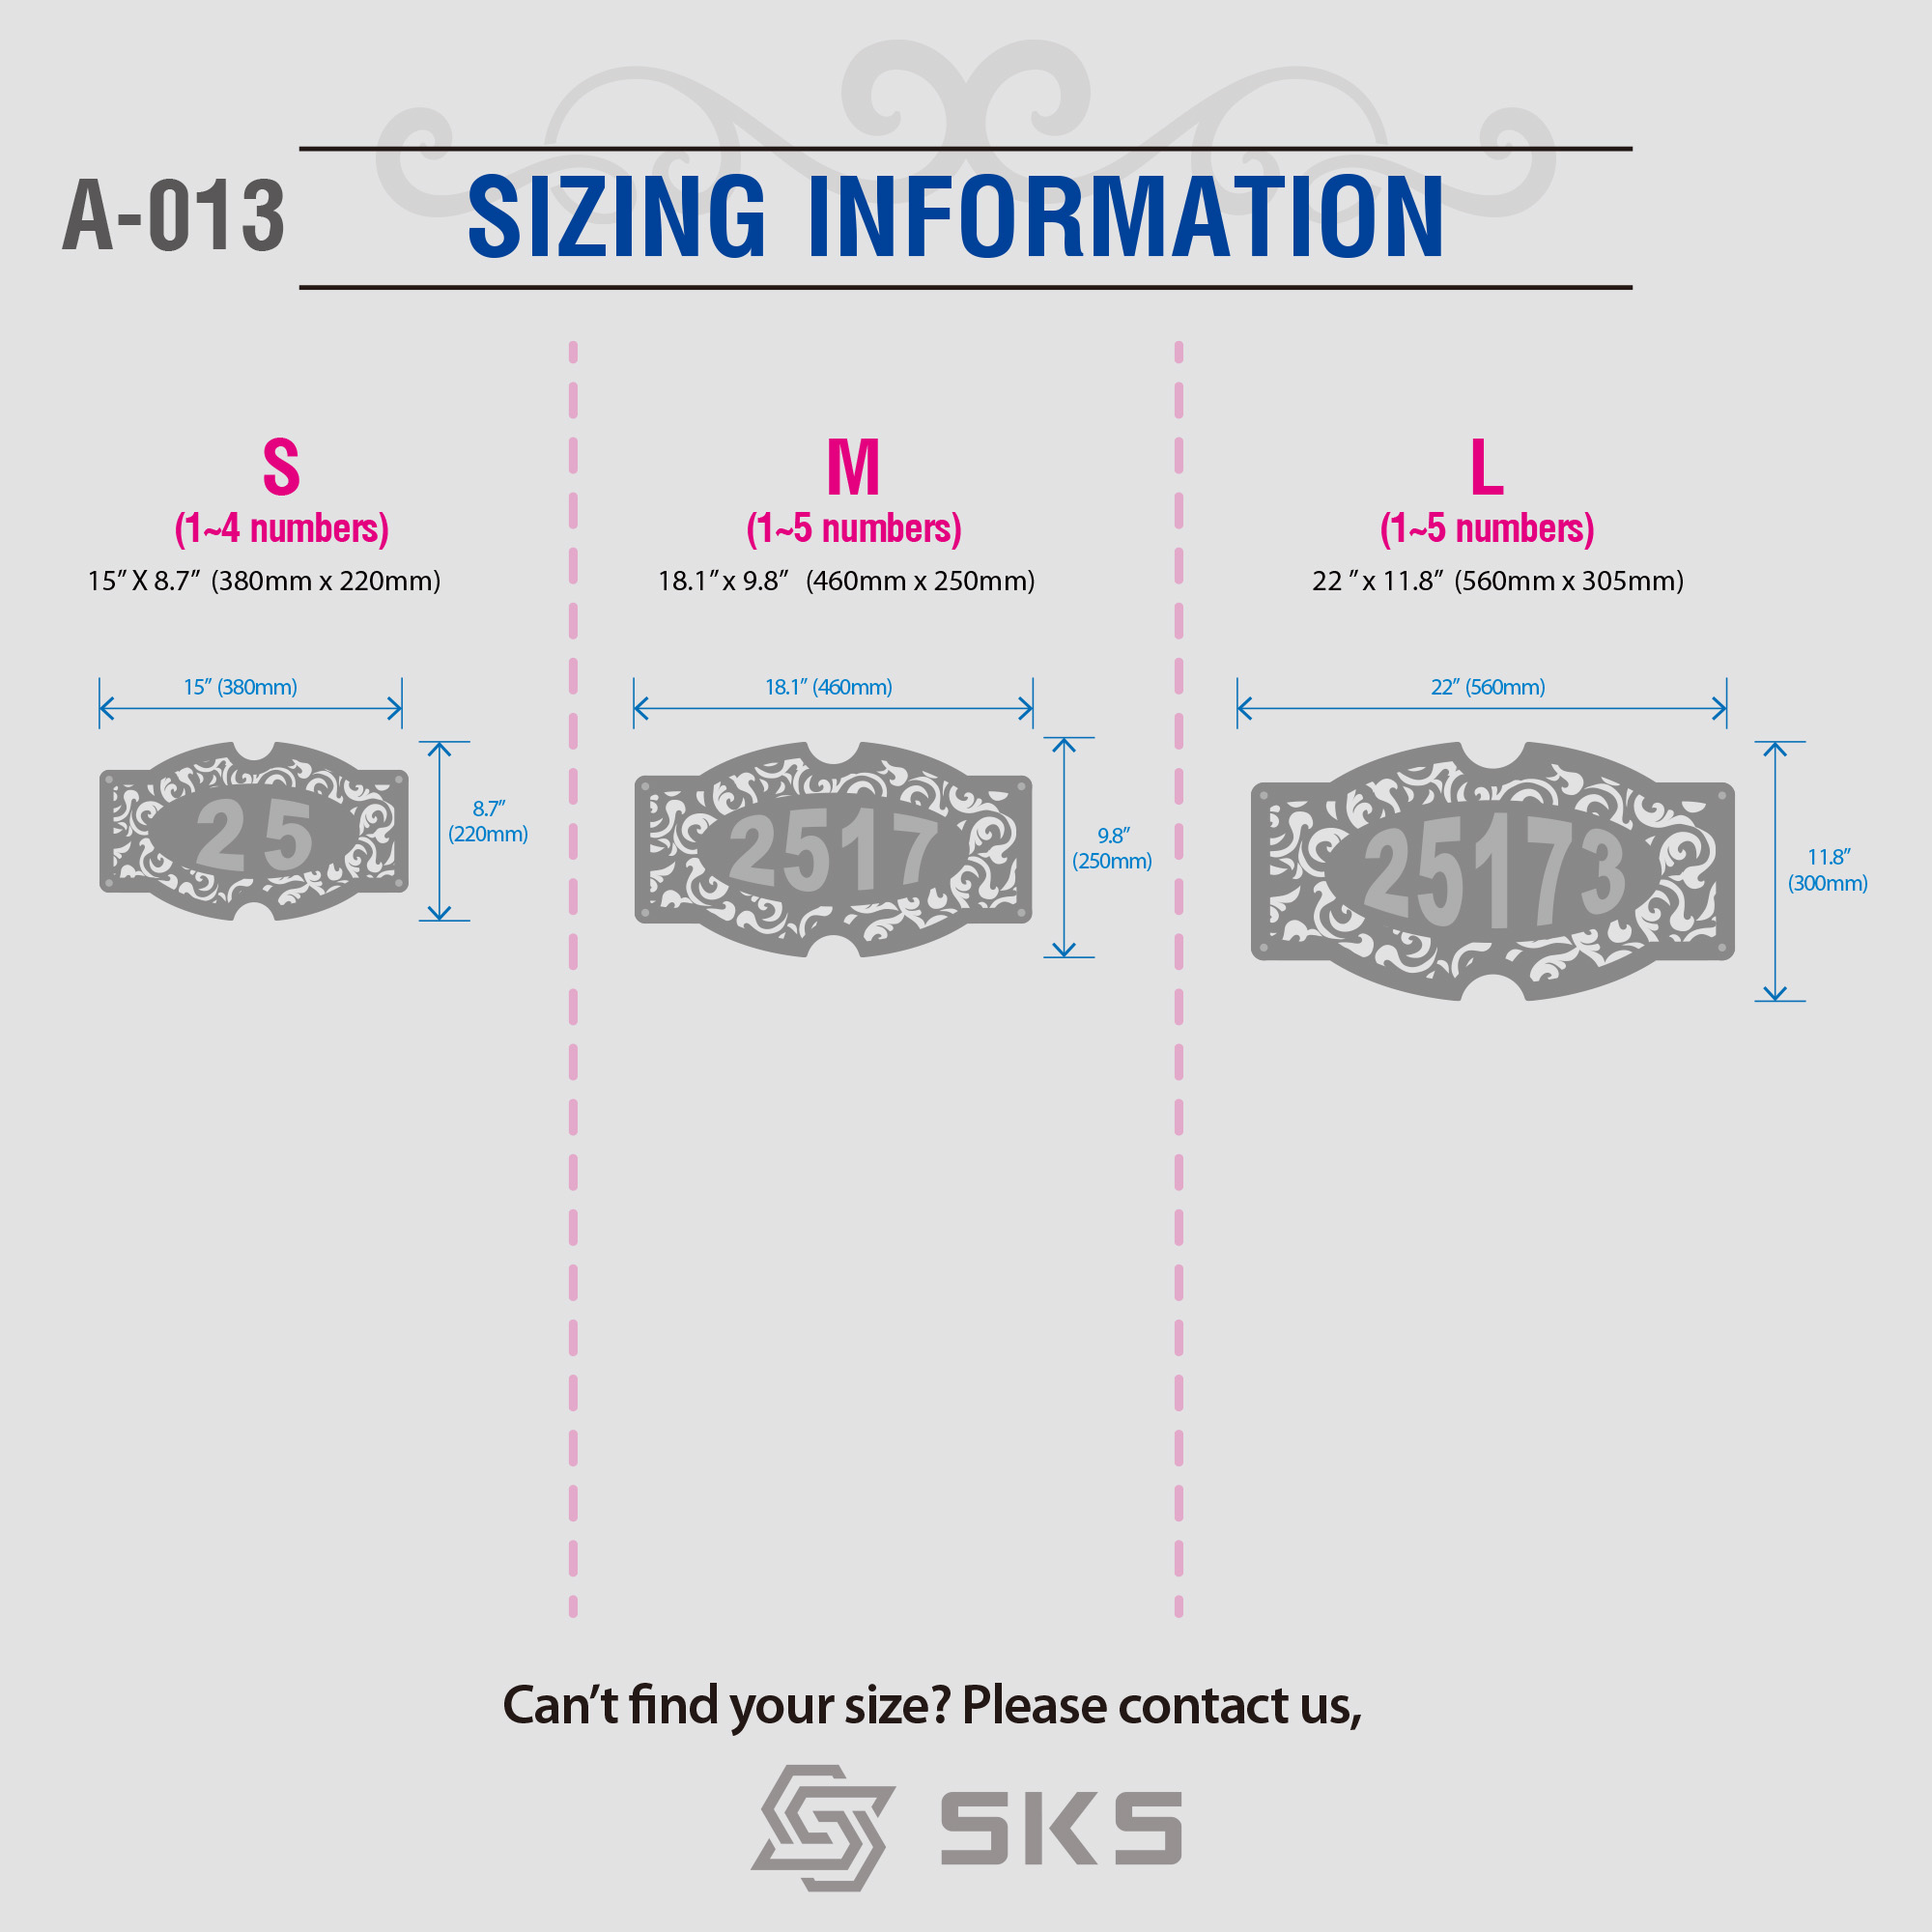 A-013
SIZING INFORMATION
S
(1~4 numbers)
15” X 8.7” (380mm x 220mm)
15” (380mm)
8.7”
(220mm)
25
M
(1~5 numbers)
18.1” x 9.8” (460mm x 250mm)
18.1” (460mm)
9.8”
(250mm)
2517
L
(1~5 numbers)
22 ” x 11.8” (560mm x 305mm)
22” (560mm)
11.8”
(300mm)
25173
Can’t find your size? Please contact us,
SKS